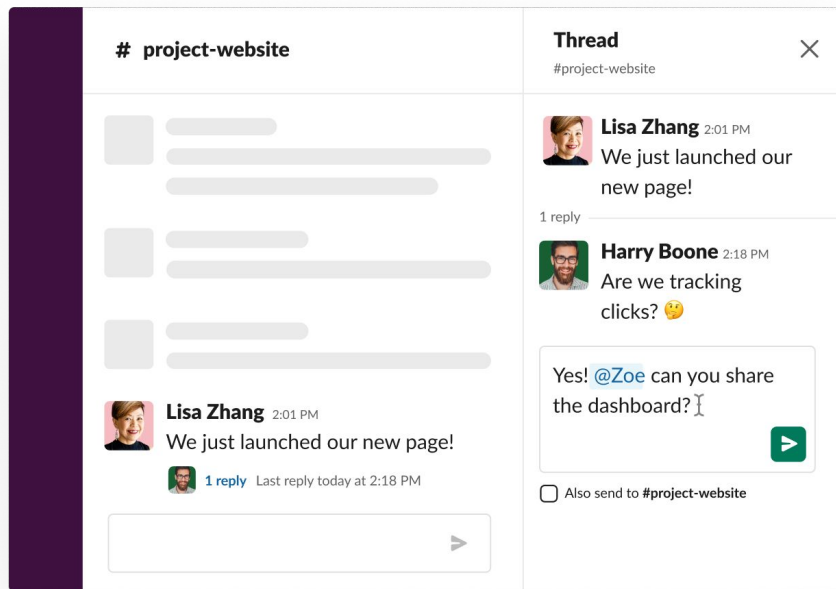 # project-website
Lisa Zhang 2:01 PM
We just launched our new page!
1 reply Last reply today at 2:18 PM
Thread
#project-website
Lisa Zhang 2:01 PM
We just launched our
new page!
1 reply
Harry Boone 2:18 PM
Are we tracking
clicks? 🤔
Yes! @Zoe can you share
the dashboard?
Also send to #project-website